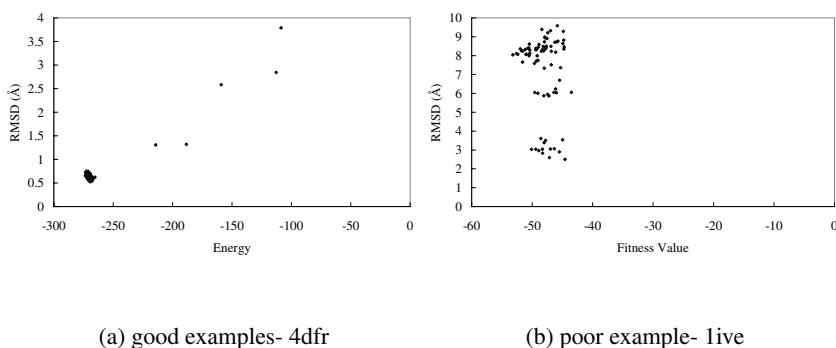 4
3.5
3
2.5
2
1.5
1
0.5
0
RMSD (Å)
-300 -250 -200 -150 -100 -50 0
Energy
10
9
8
7
6
5
4
3
2
1
0
RMSD (Å)
-60 -50 -40 -30 -20 -10 0
Fitness Value
(a) good examples- 4dfr
(b) poor example- 1ive